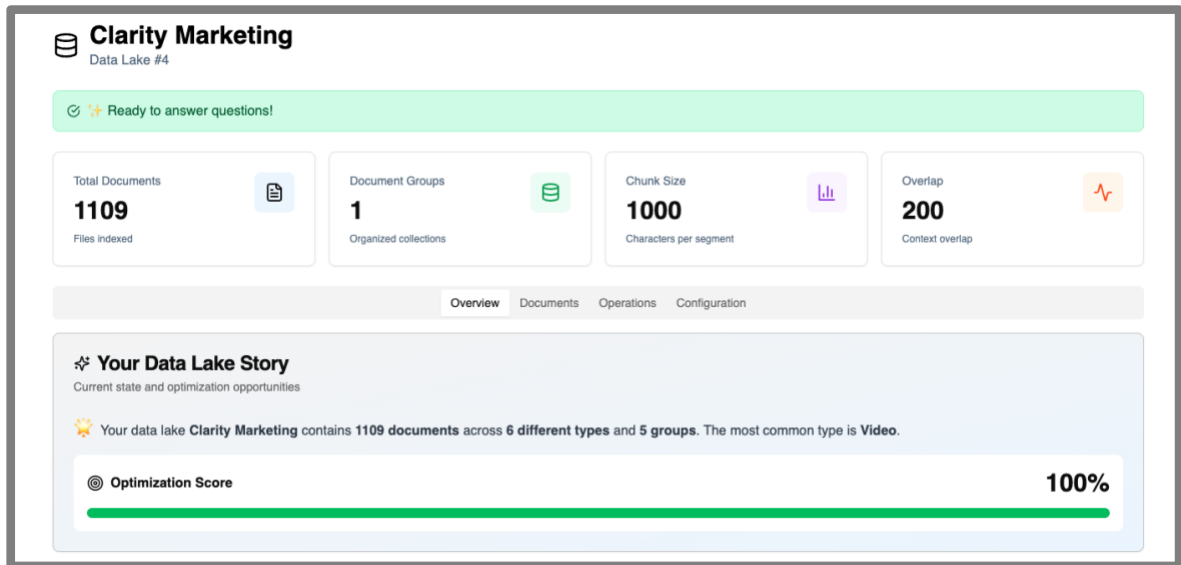 Clarity Marketing
Data Lake #4
✨ Ready to answer questions!
Total Documents
1109
Files indexed
Document Groups
1
Organized collections
Chunk Size
1000
Characters per segment
Overlap
200
Context overlap
Overview Documents Operations Configuration
Your Data Lake Story
Current state and optimization opportunities
🌟 Your data lake Clarity Marketing contains 1109 documents across 6 different types and 5 groups. The most common type is Video.
Optimization Score 100%